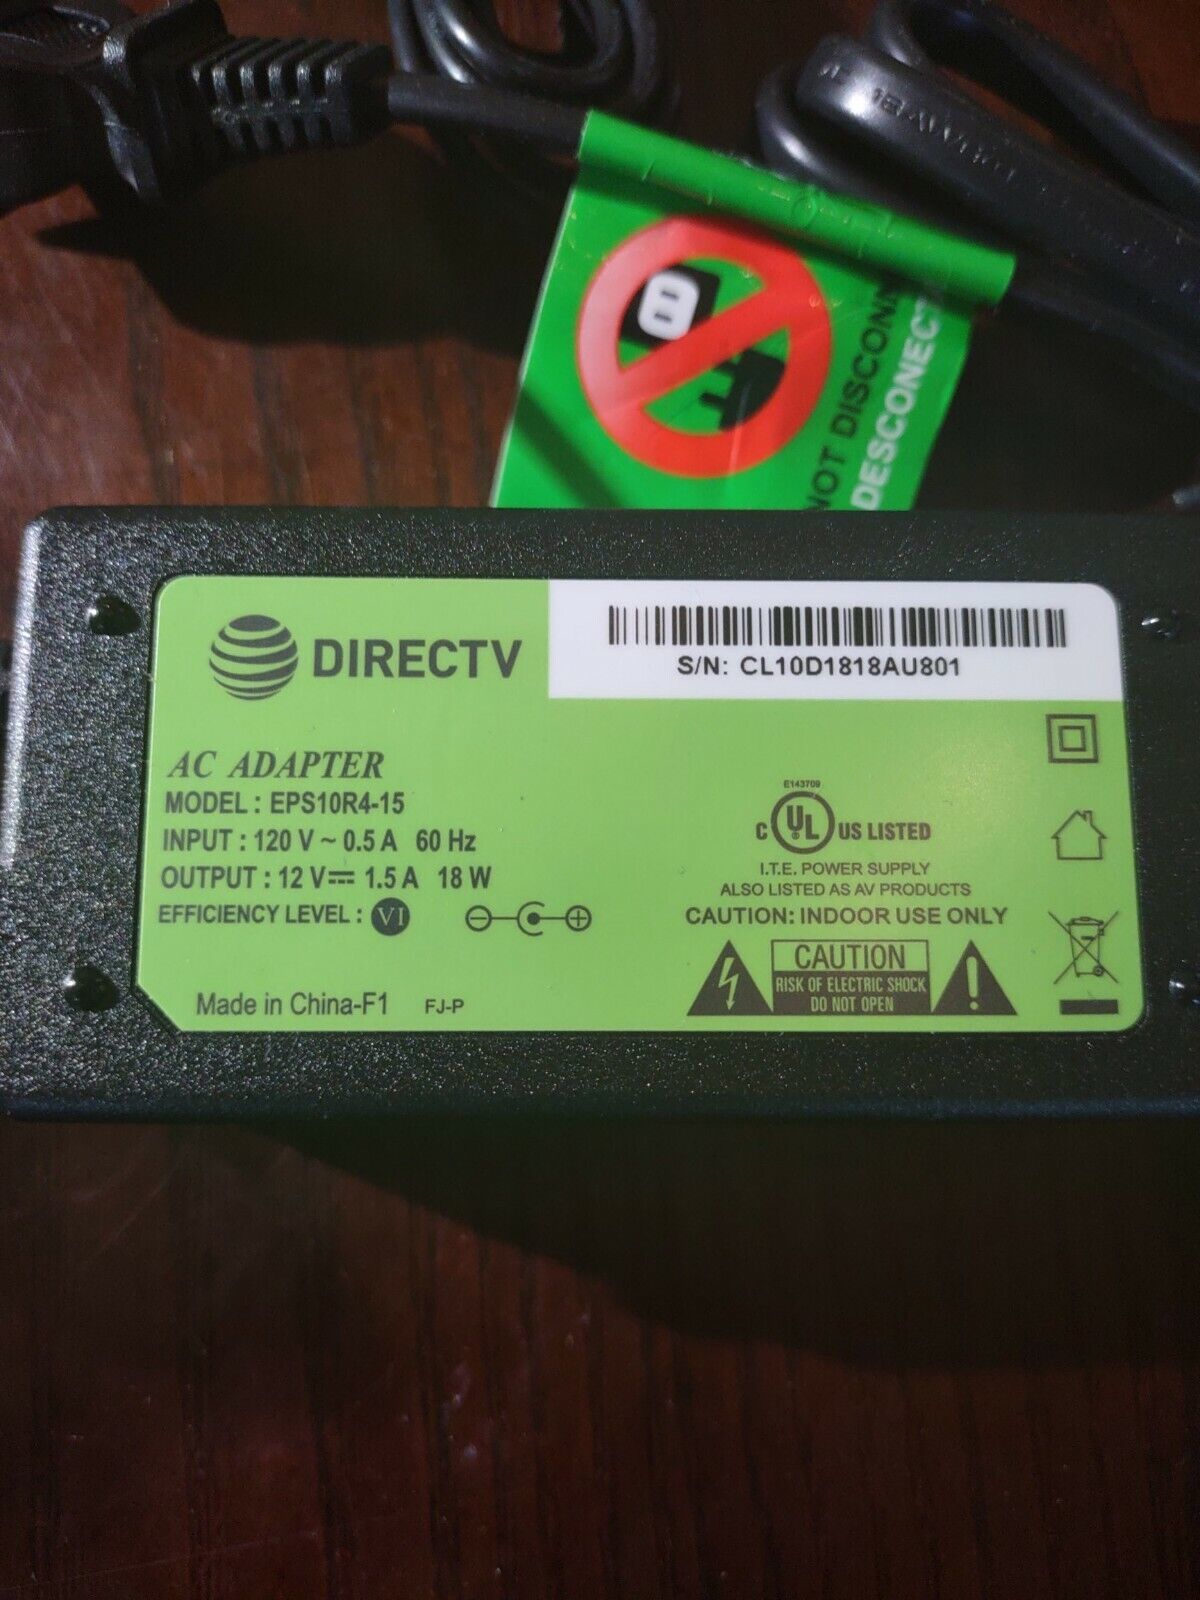 18AWG
NOT DISCONN
DESCONECT
DIRECTV
S/N: CL10D1818AU801
AC ADAPTER
MODEL : EPS10R4-15
INPUT : 120 V ~ 0.5 A 60 Hz
OUTPUT : 12 V⎓ 1.5 A 18 W
EFFICIENCY LEVEL : VI
Made in China-F1 FJ-P
E143709
C UL US LISTED
I.T.E. POWER SUPPLY
ALSO LISTED AS AV PRODUCTS
CAUTION: INDOOR USE ONLY
CAUTION
RISK OF ELECTRIC SHOCK
DO NOT OPEN